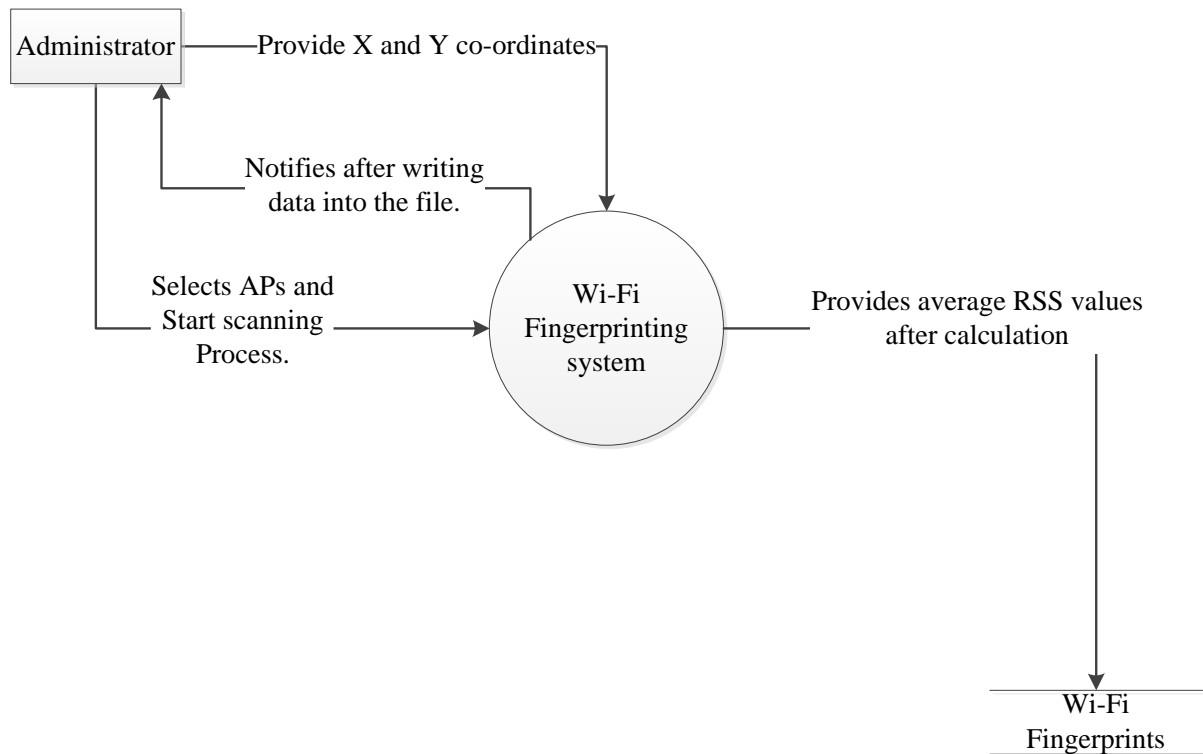 Administrator
Provide X and Y co-ordinates
Notifies after writing
data into the file.
Selects APs and
Start scanning
Process.
Wi-Fi
Fingerprinting
system
Provides average RSS values
after calculation
Wi-Fi
Fingerprints